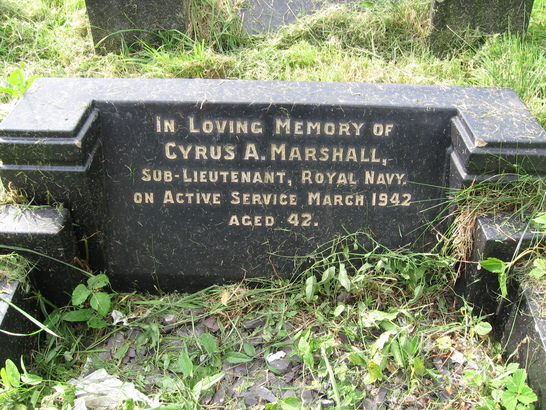 In Loving Memory of
Cyrus A. Marshall,
Sub-Lieutenant, Royal Navy.
on Active Service March 1942
aged 42.